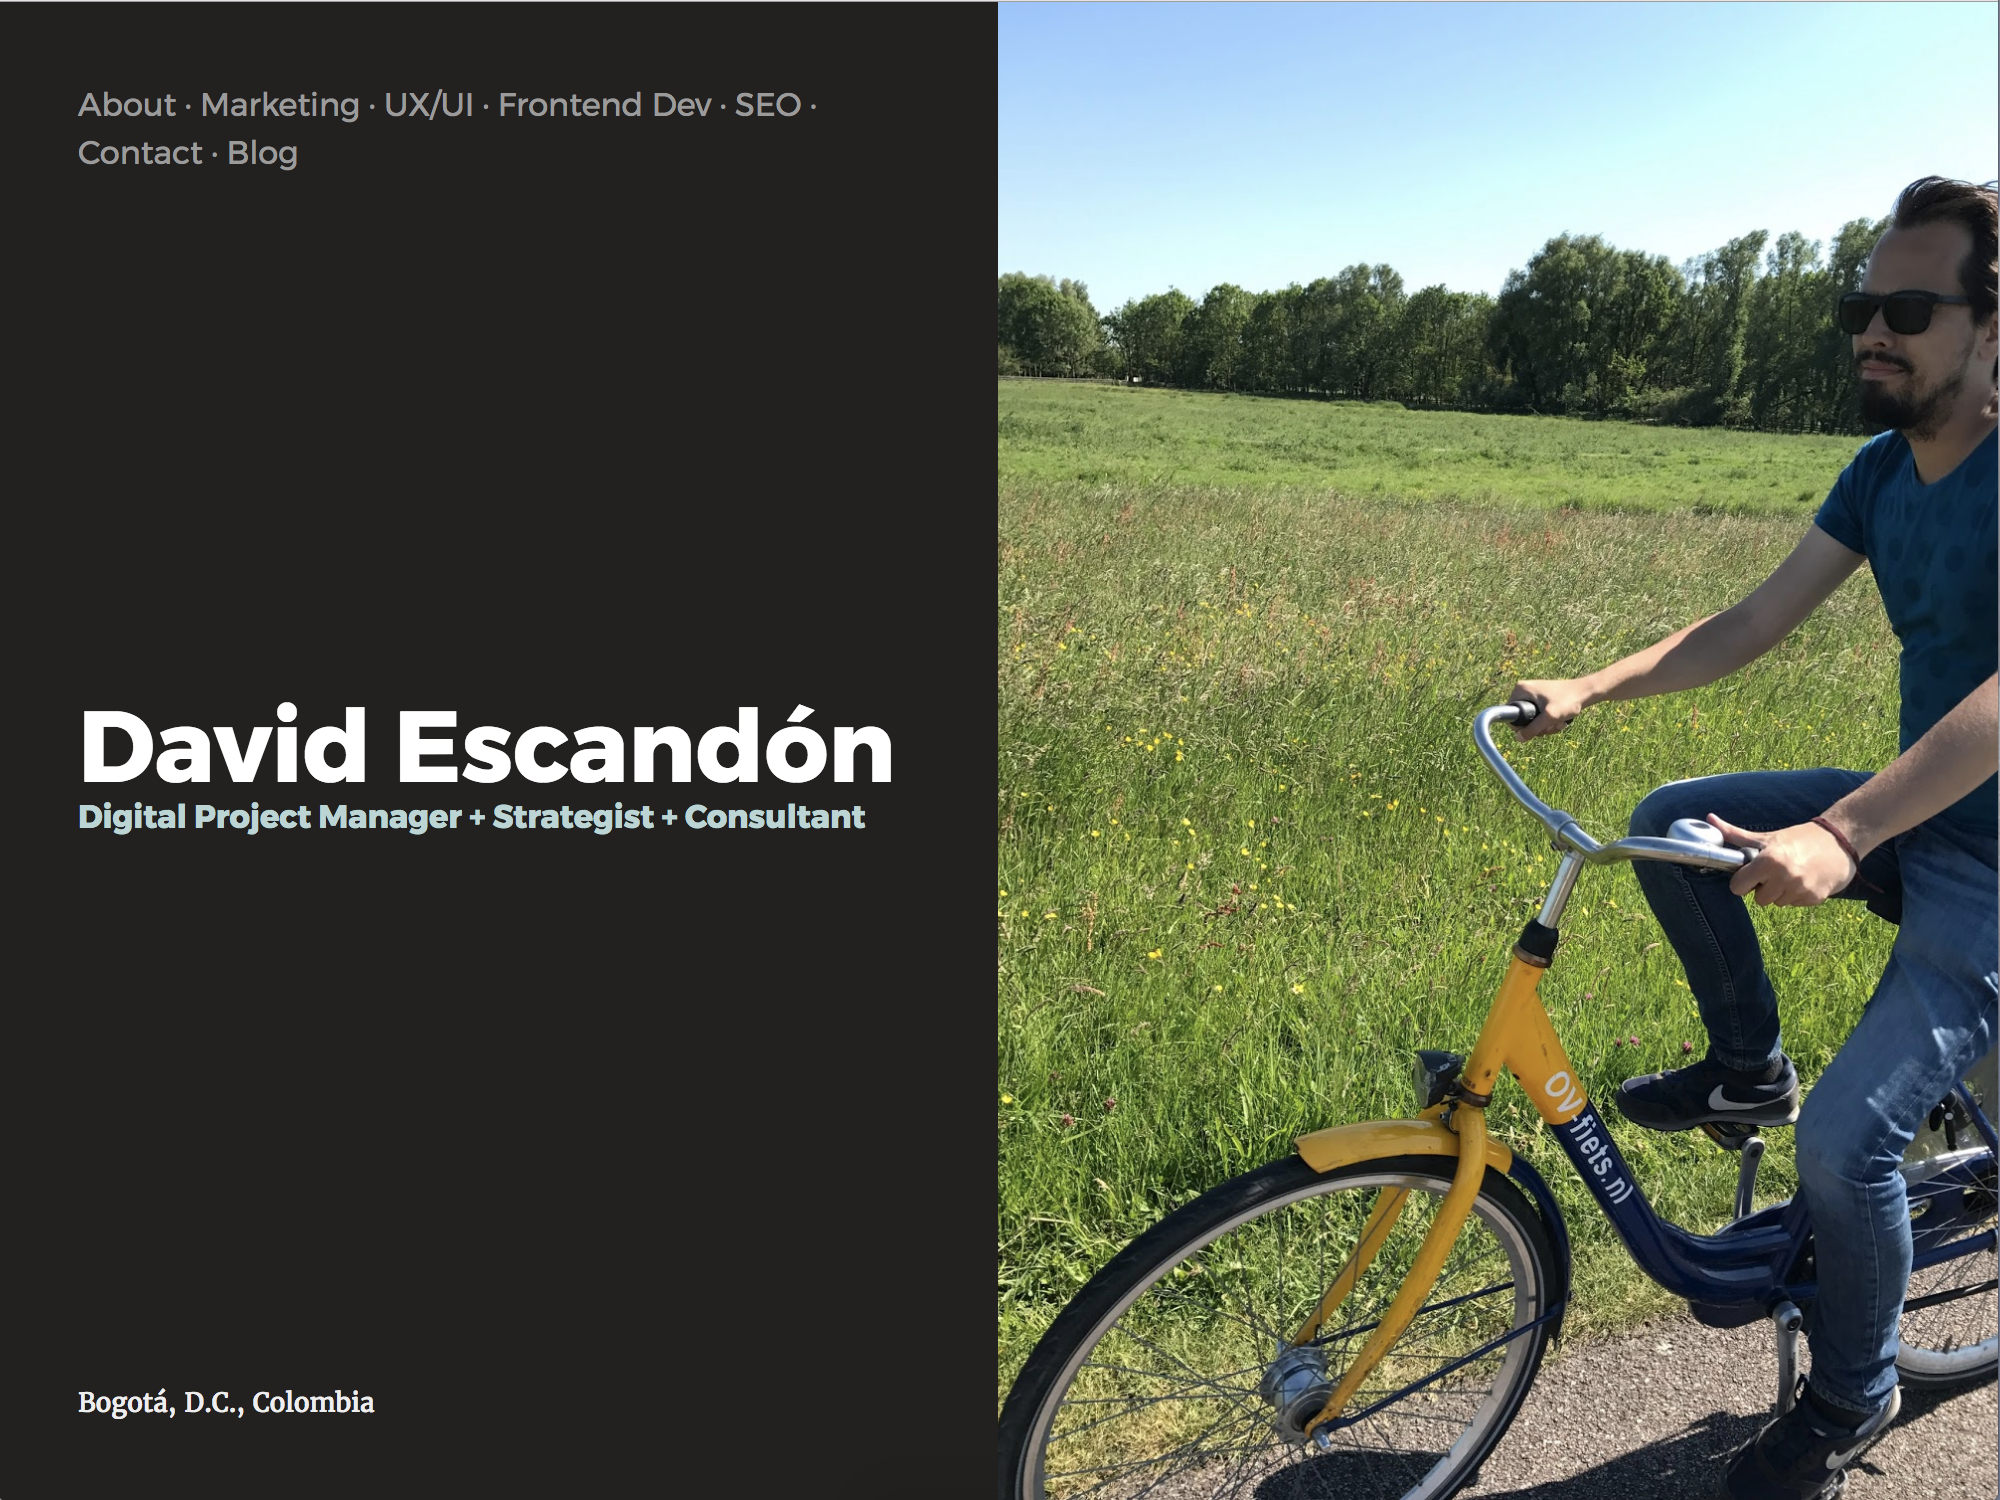 About · Marketing · UX/UI · Frontend Dev · SEO ·
Contact · Blog
David Escandón
Digital Project Manager + Strategist + Consultant
Bogotá, D.C., Colombia
OV-fiets.nl